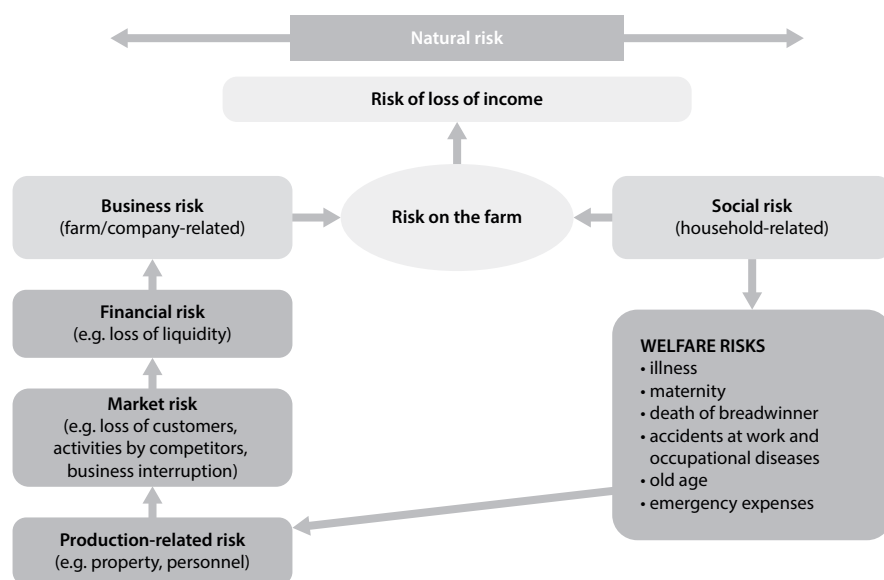 Natural risk
Risk of loss of income
Business risk
(farm/company-related)
Risk on the farm
Social risk
(household-related)
Financial risk
(e.g. loss of liquidity)
Market risk
(e.g. loss of customers,
activities by competitors,
business interruption)
Production-related risk
(e.g. property, personnel)
WELFARE RISKS
• illness
• maternity
• death of breadwinner
• accidents at work and
occupational diseases
• old age
• emergency expenses